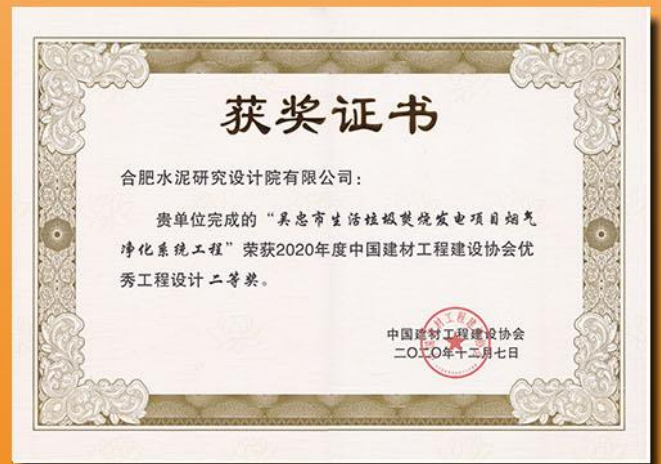 获奖证书
合肥水泥研究设计院有限公司：
贵单位完成的“吴忠市生活垃圾焚烧发电项目烟气
净化系统工程”荣获2020年度中国建材工程建设协会优
秀工程设计二等奖。
中国建材工程建设协会
二〇二〇年十二月七日